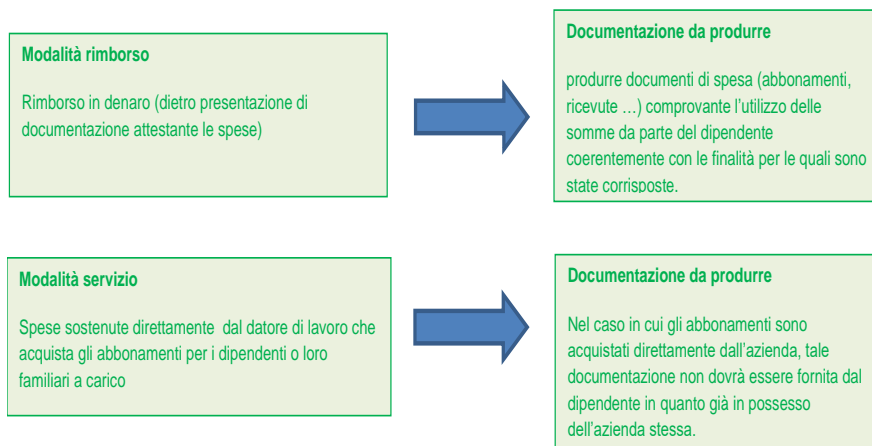 Modalità rimborso
Rimborso in denaro (dietro presentazione di
documentazione attestante le spese)
Documentazione da produrre
produrre documenti di spesa (abbonamenti,
ricevute …) comprovante l’utilizzo delle
somme da parte del dipendente
coerentemente con le finalità per le quali sono
state corrisposte.
Modalità servizio
Spese sostenute direttamente dal datore di lavoro che
acquista gli abbonamenti per i dipendenti o loro
familiari a carico
Documentazione da produrre
Nel caso in cui gli abbonamenti sono
acquistati direttamente dall’azienda, tale
documentazione non dovrà essere fornita dal
dipendente in quanto già in possesso
dell’azienda stessa.